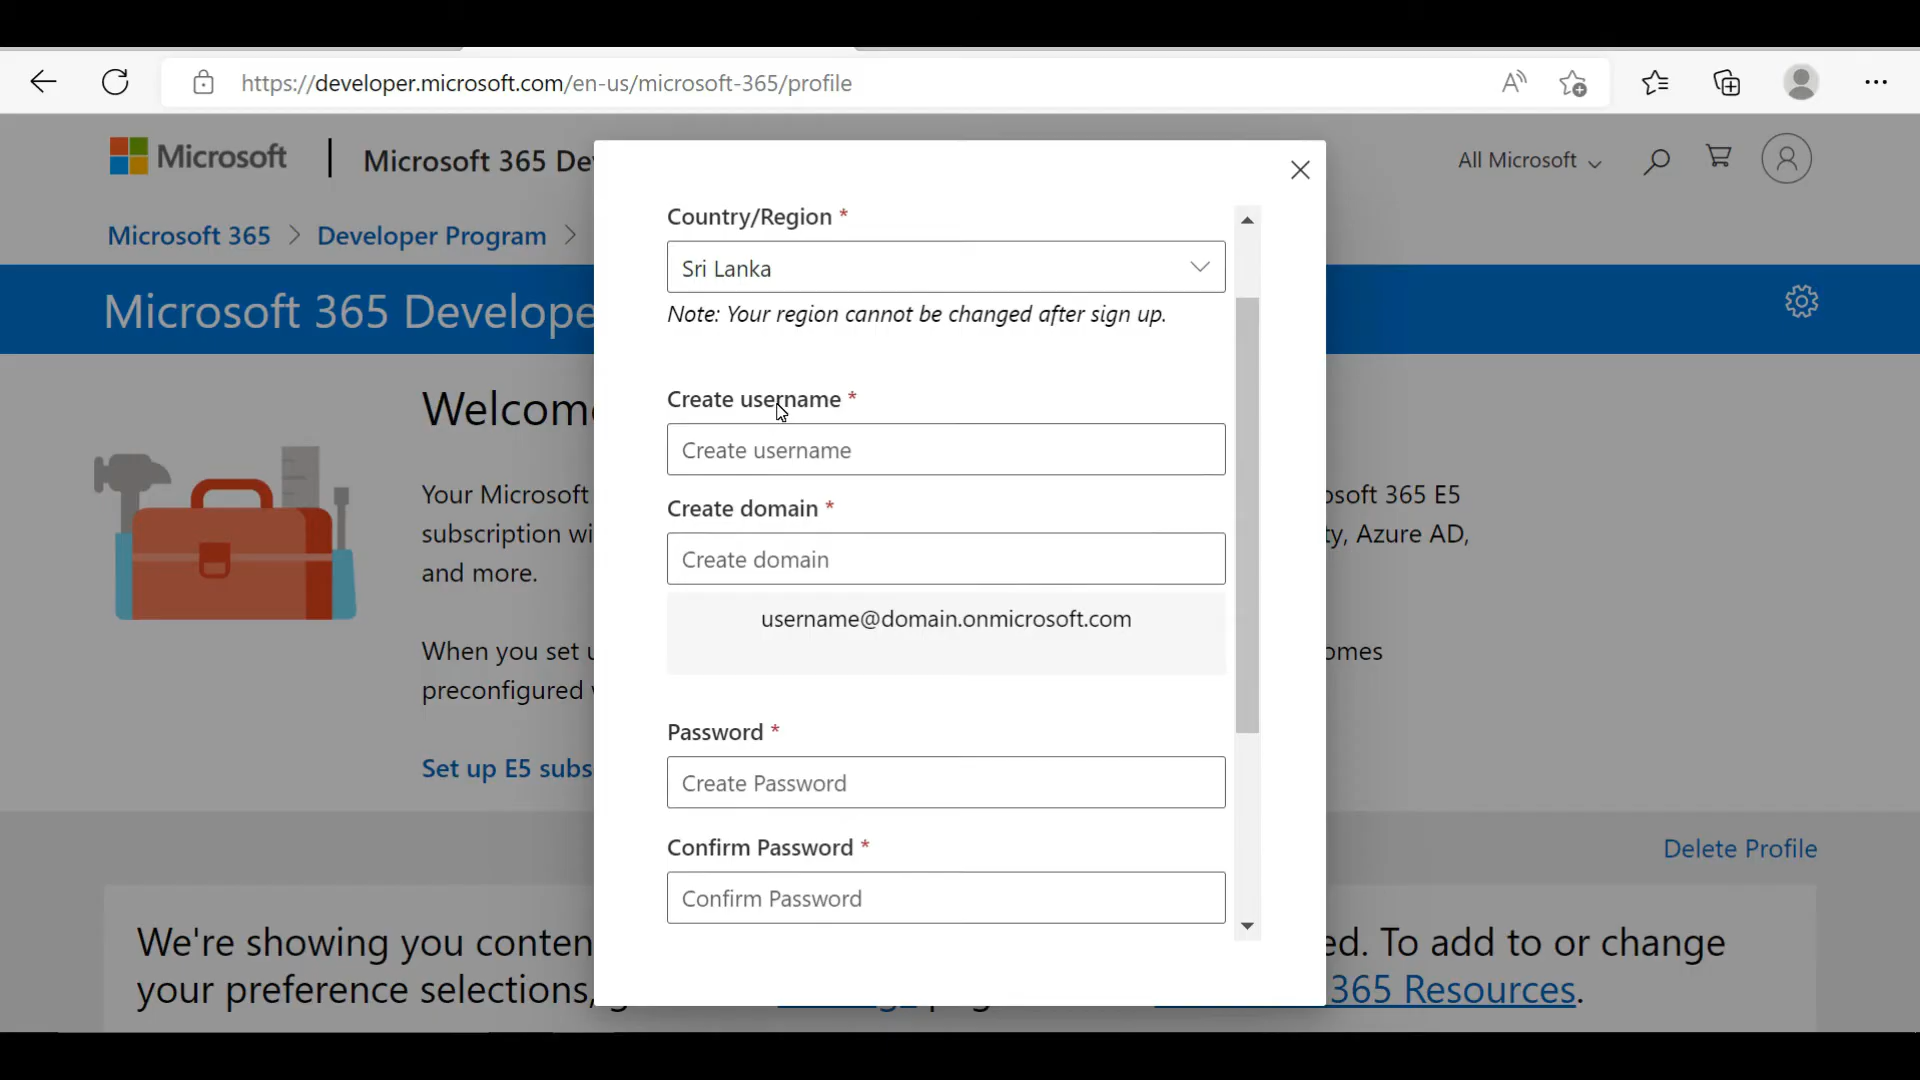 https://developer.microsoft.com/en-us/microsoft-365/profile
Microsoft
Microsoft 365 De
All Microsoft
Microsoft 365 > Developer Program >
Microsoft 365 Develope
Welcom
Your Microsoft
osoft 365 E5
subscription wi
ty, Azure AD,
and more.
When you set u
omes
preconfigured
Set up E5 subs
Delete Profile
We're showing you conten
ed. To add to or change
your preference selections,
365 Resources.
Country/Region *
Sri Lanka
Note: Your region cannot be changed after sign up.
Create username *
Create username
Create domain *
Create domain
username@domain.onmicrosoft.com
Password *
Create Password
Confirm Password *
Confirm Password